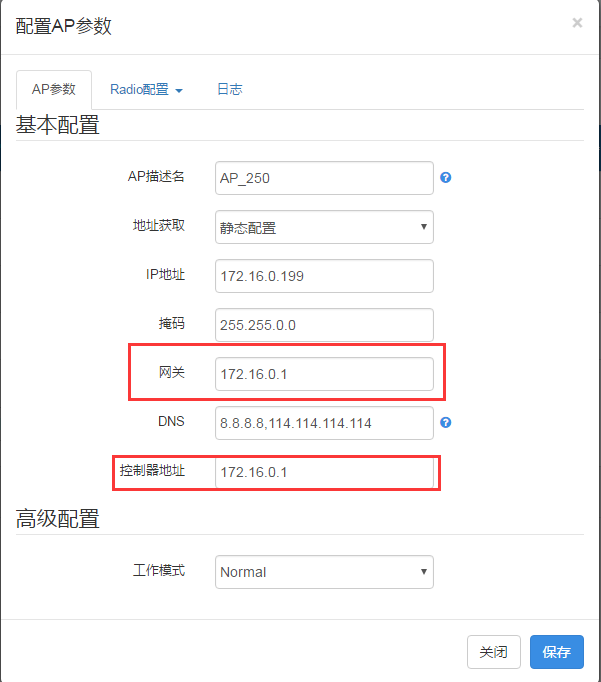 配置AP参数 ×
AP参数 Radio配置 日志
基本配置
AP描述名 AP_250
地址获取 静态配置
IP地址 172.16.0.199
掩码 255.255.0.0
网关 172.16.0.1
DNS 8.8.8.8,114.114.114.114
控制器地址 172.16.0.1
高级配置
工作模式 Normal
关闭 保存